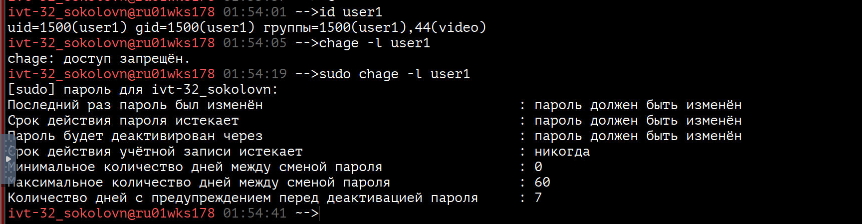 ivt-32_sokolovn@ru01wks178 01:54:01 -->id user1
uid=1500(user1) gid=1500(user1) группы=1500(user1),44(video)
ivt-32_sokolovn@ru01wks178 01:54:05 -->chage -l user1
chage: доступ запрещён.
ivt-32_sokolovn@ru01wks178 01:54:19 -->sudo chage -l user1
[sudo] пароль для ivt-32_sokolovn:
Последний раз пароль был изменён : пароль должен быть изменён
Срок действия пароля истекает : пароль должен быть изменён
Пароль будет деактивирован через : пароль должен быть изменён
Срок действия учётной записи истекает : никогда
Минимальное количество дней между сменой пароля : 0
Максимальное количество дней между сменой пароля : 60
Количество дней с предупреждением перед деактивацией пароля : 7
ivt-32_sokolovn@ru01wks178 01:54:41 -->